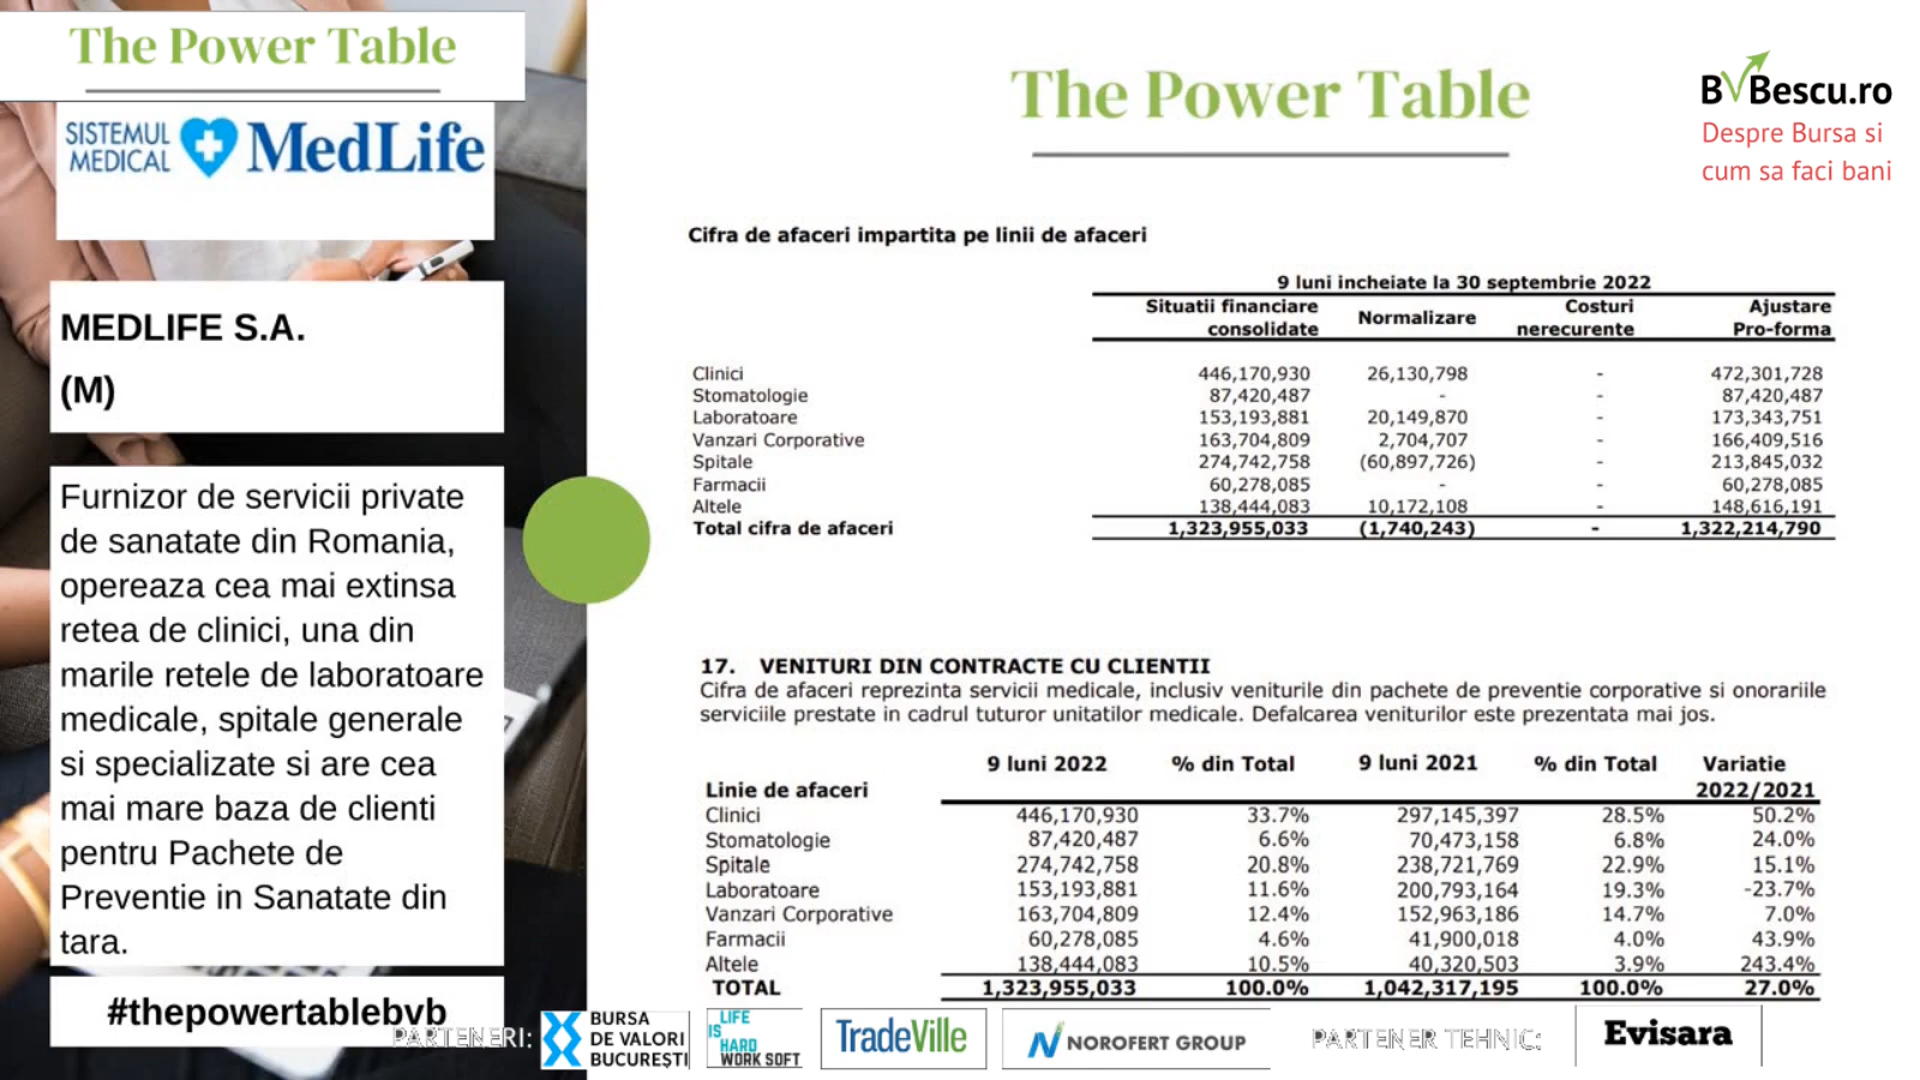 The Power Table
SISTEMUL
MEDICAL
MedLife
MEDLIFE S.A.
(M)
Furnizor de servicii private
de sanatate din Romania,
opereaza cea mai extinsa
retea de clinici, una din
marile retele de laboratoare
medicale, spitale generale
si specializate si are cea
mai mare baza de clienti
pentru Pachete de
Preventie in Sanatate din
tara.
#thepowertablebvb
The Power Table
BVBescu.ro
Despre Bursa si
cum sa faci bani
Cifra de afaceri impartita pe linii de afaceri
9 luni incheiate la 30 septembrie 2022
Situatii financiare consolidate Normalizare Costuri nerecurente Ajustare Pro-forma
Clinici 446,170,930 26,130,798 - 472,301,728
Stomatologie 87,420,487 - - 87,420,487
Laboratoare 153,193,881 20,149,870 - 173,343,751
Vanzari Corporative 163,704,809 2,704,707 - 166,409,516
Spitale 274,742,758 (60,897,726) - 213,845,032
Farmacii 60,278,085 - - 60,278,085
Altele 138,444,083 10,172,108 - 148,616,191
Total cifra de afaceri 1,323,955,033 (1,740,243) - 1,322,214,790
17. VENITURI DIN CONTRACTE CU CLIENTII
Cifra de afaceri reprezinta servicii medicale, inclusiv veniturile din pachete de preventie corporative si onorariile
serviciile prestate in cadrul tuturor unitatilor medicale. Defalcarea veniturilor este prezentata mai jos.
Linie de afaceri 9 luni 2022 % din Total 9 luni 2021 % din Total Variatie 2022/2021
Clinici 446,170,930 33.7% 297,145,397 28.5% 50.2%
Stomatologie 87,420,487 6.6% 70,473,158 6.8% 24.0%
Spitale 274,742,758 20.8% 238,721,769 22.9% 15.1%
Laboratoare 153,193,881 11.6% 200,793,164 19.3% -23.7%
Vanzari Corporative 163,704,809 12.4% 152,963,186 14.7% 7.0%
Farmacii 60,278,085 4.6% 41,900,018 4.0% 43.9%
Altele 138,444,083 10.5% 40,320,503 3.9% 243.4%
TOTAL 1,323,955,033 100.0% 1,042,317,195 100.0% 27.0%
PARTENERI:
BURSA
DE VALORI
BUCUREȘTI
LIFE
IS
HARD
WORK SOFT
TradeVille
NOROFERT GROUP
PARTENER TEHNIC:
Evisara